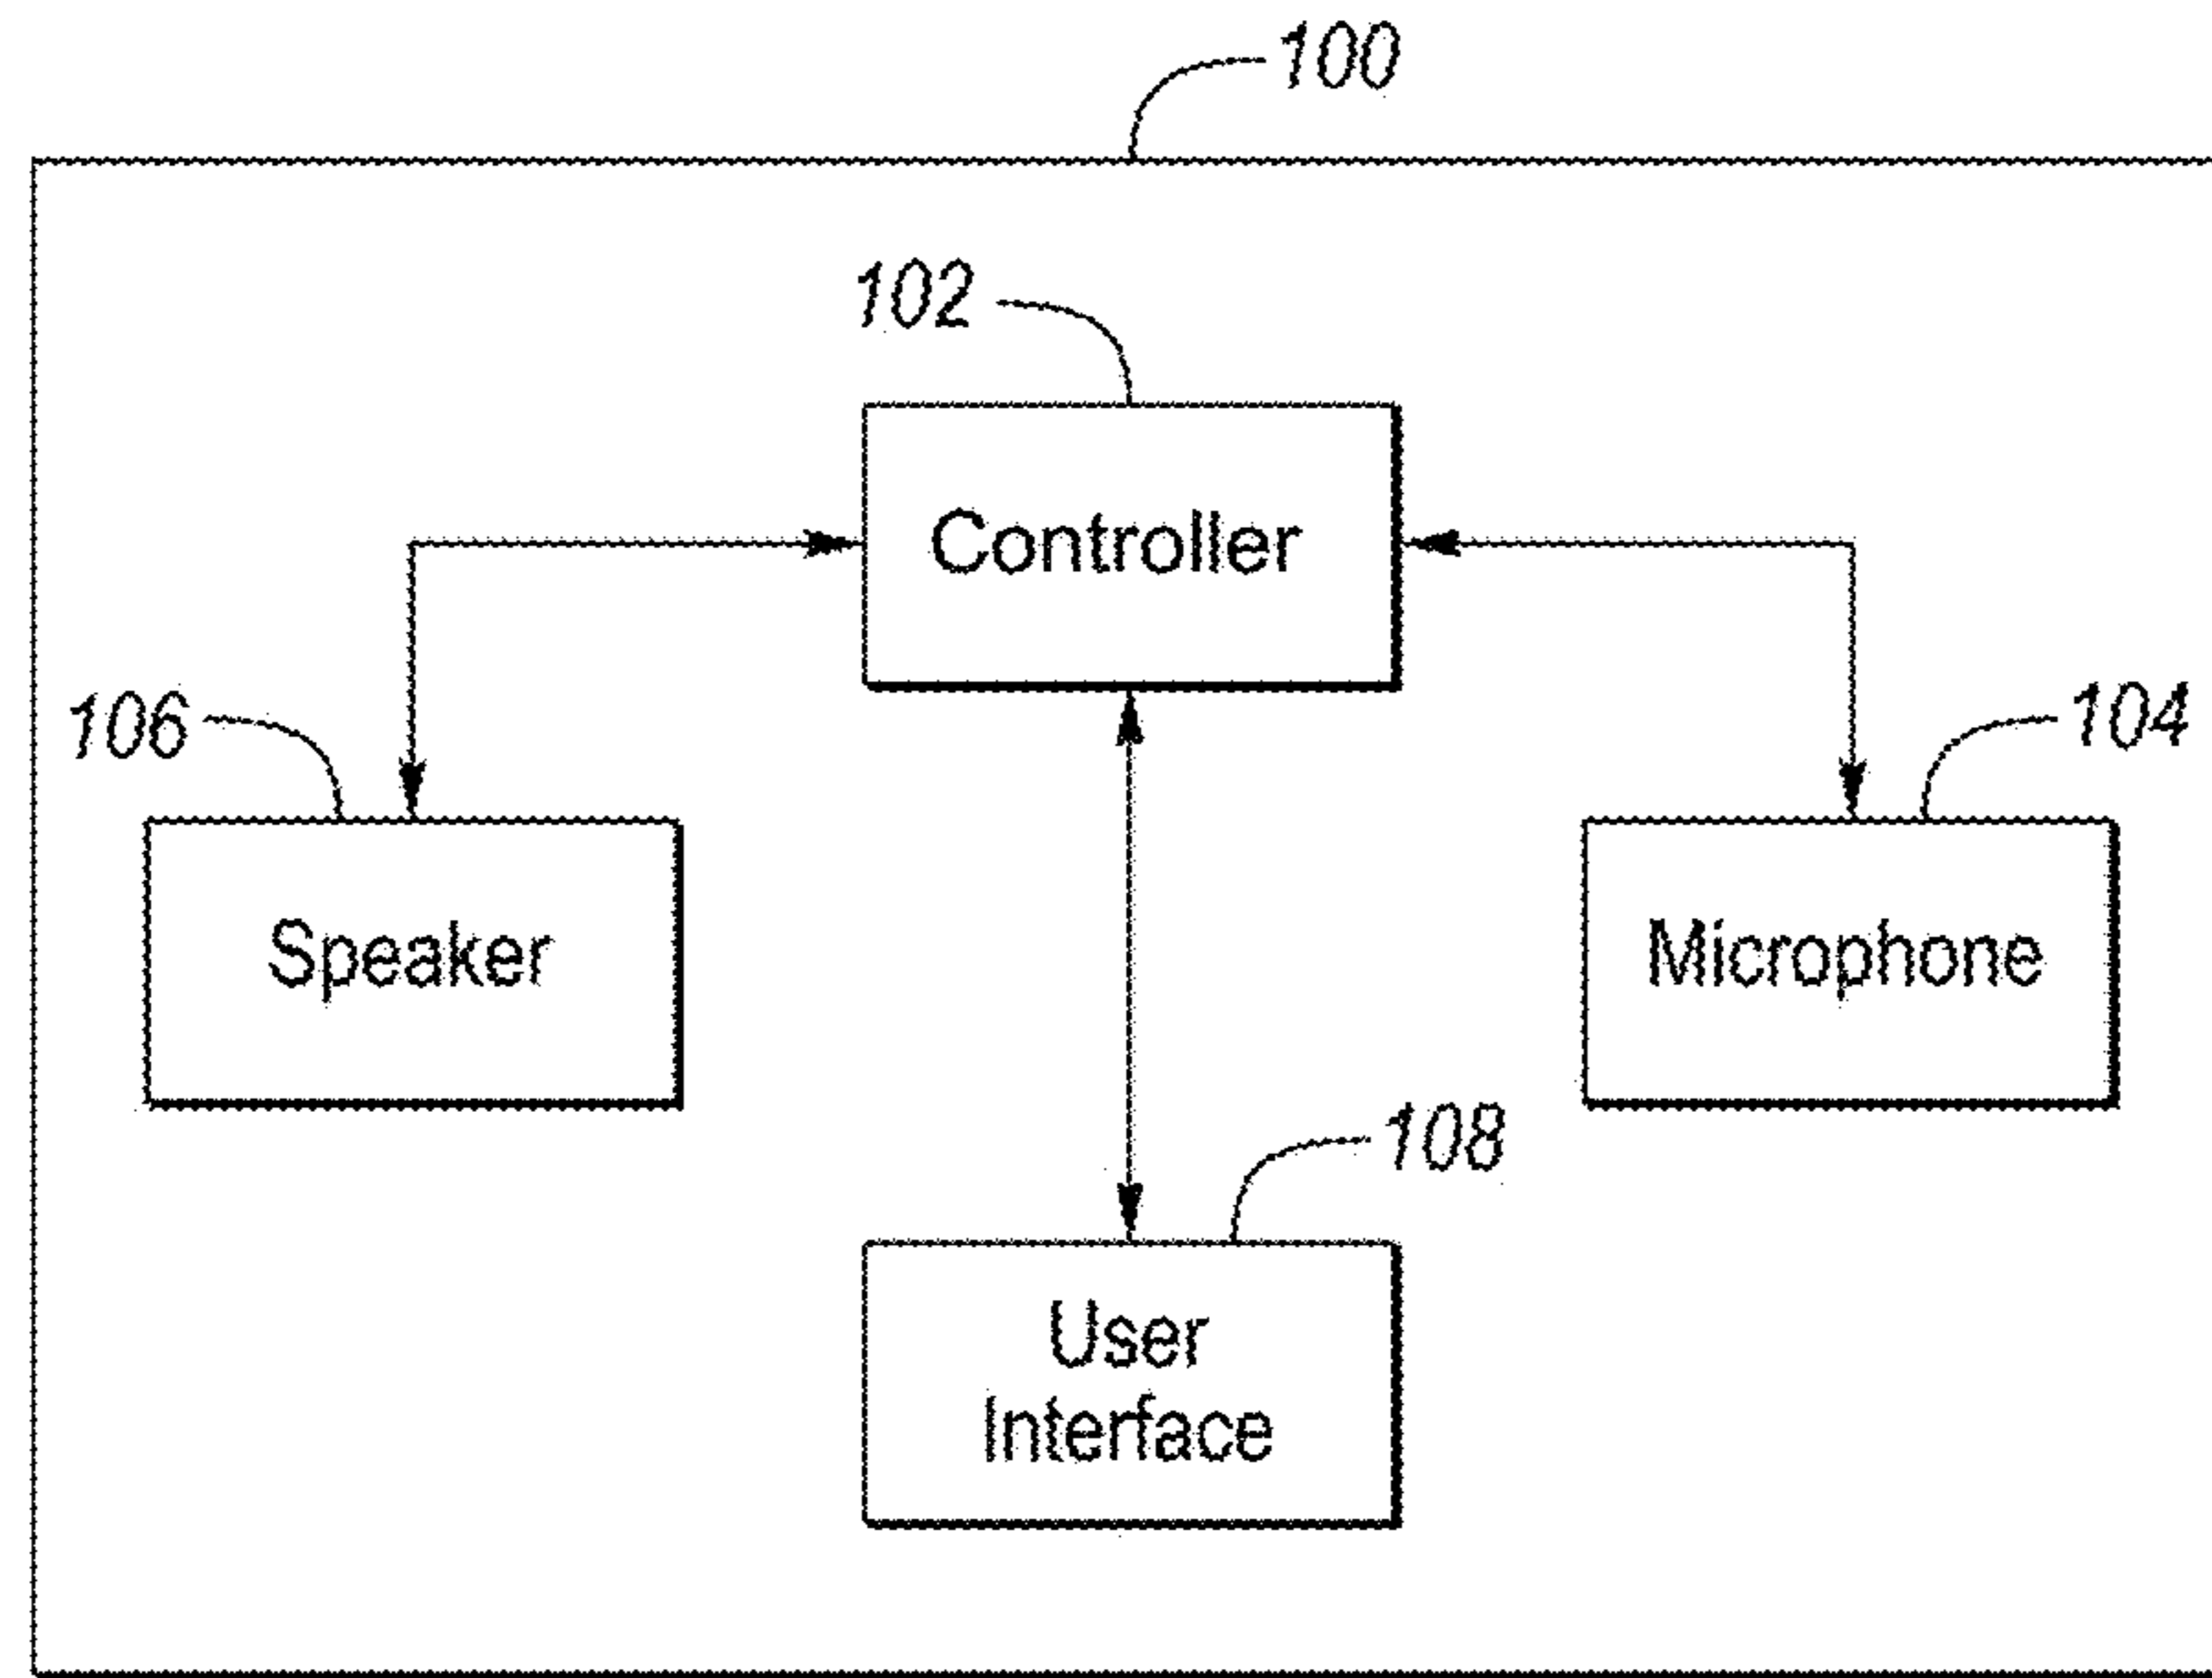 100
102
Controller
106
104
Speaker
Microphone
108
User
Interface